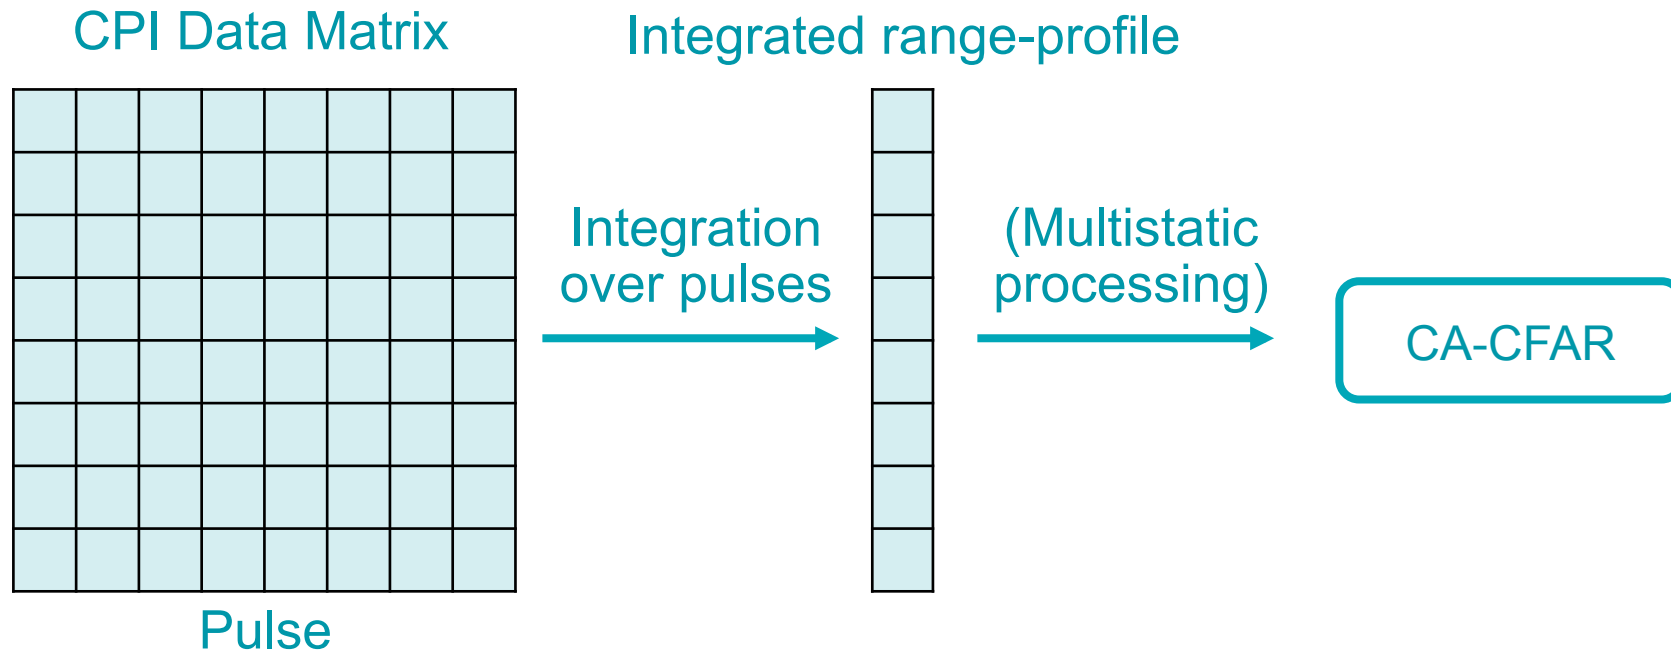 CPI Data Matrix
Integrated range-profile
Integration
over pulses
(Multistatic
processing)
CA-CFAR
Pulse